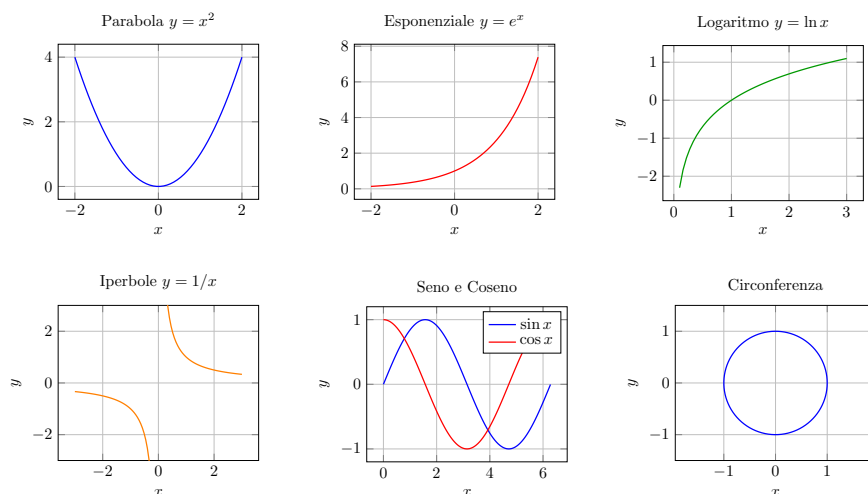 Parabola y = x²
Esponenziale y = eˣ
Logaritmo y = ln x
4
2
0
y
−2
0
2
x
8
6
4
2
0
y
−2
0
2
x
1
0
−1
−2
y
0
1
2
3
x
Iperbole y = 1/x
Seno e Coseno
Circonferenza
2
0
−2
y
−2
0
2
x
1
0
−1
y
sin x
cos x
0
2
4
6
x
1
0
−1
y
−1
0
1
x